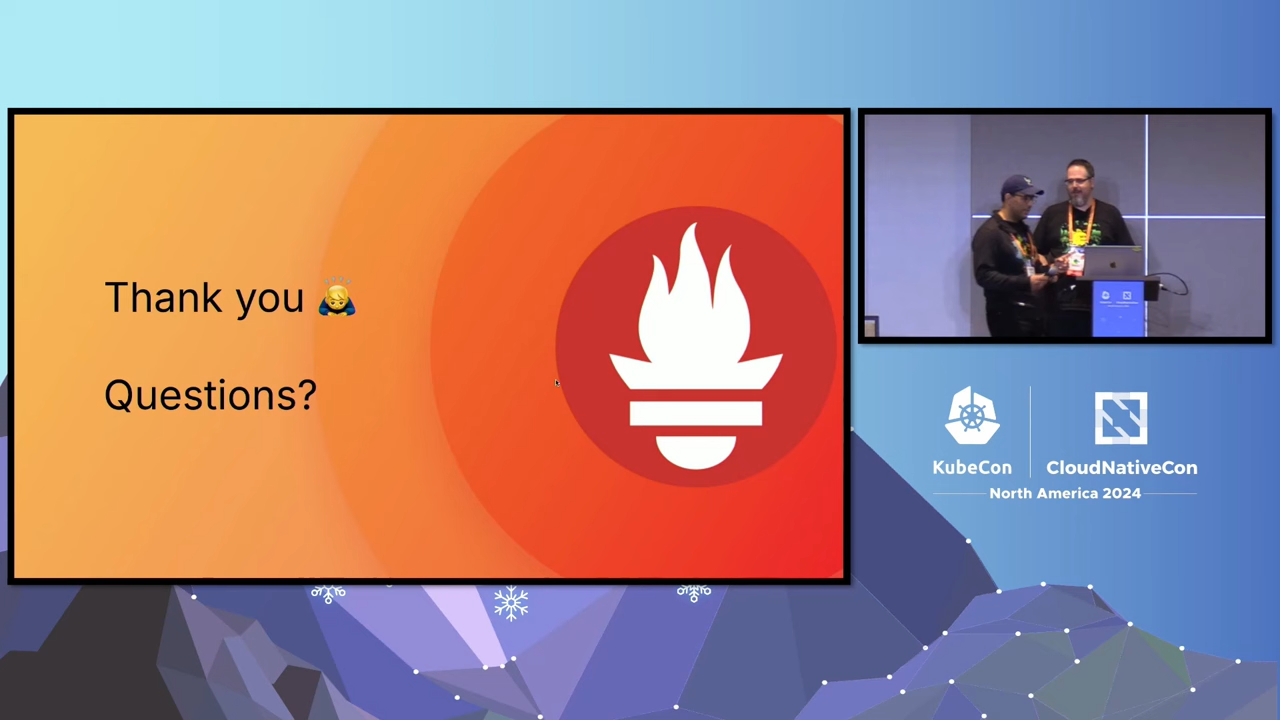 Thank you 🙇
Questions?
KubeCon
CloudNativeCon
North America 2024